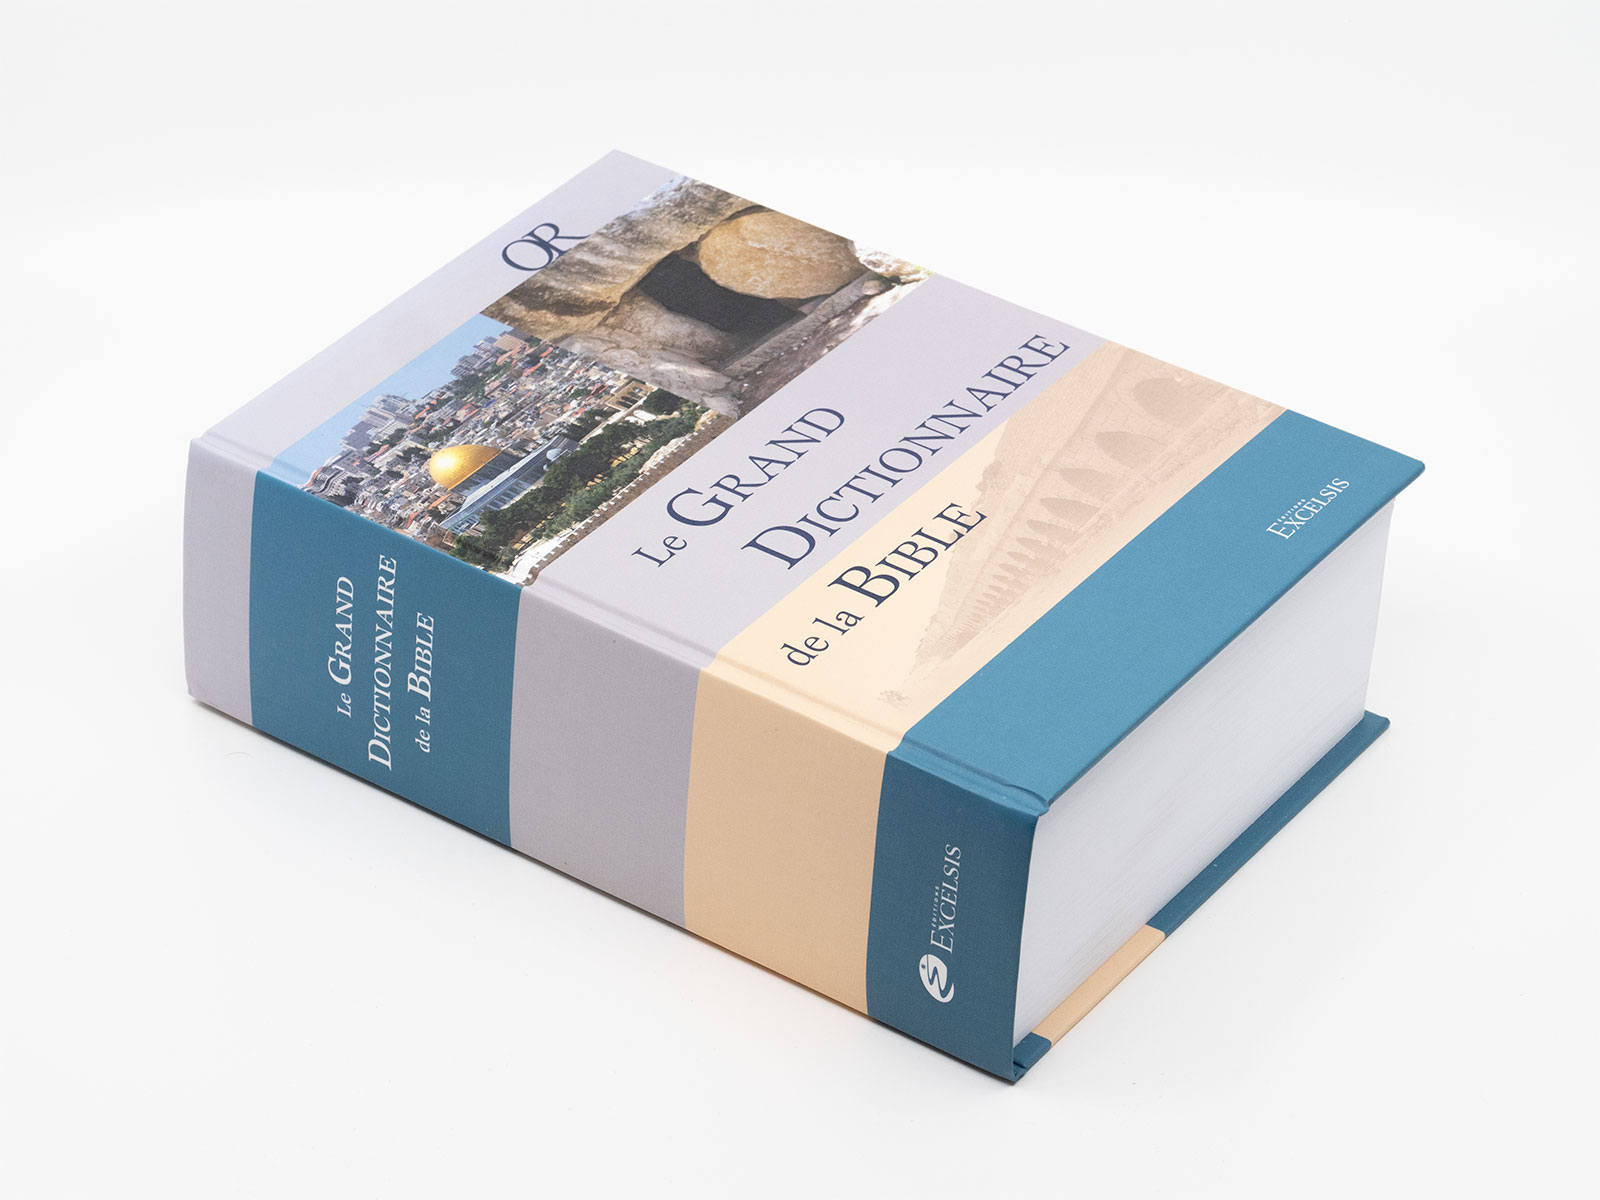 OR
Le GRAND
DICTIONNAIRE
de la BIBLE
ÉDITIONS
EXCELSIS
Le GRAND
DICTIONNAIRE
de la BIBLE
ÉDITIONS
EXCELSIS